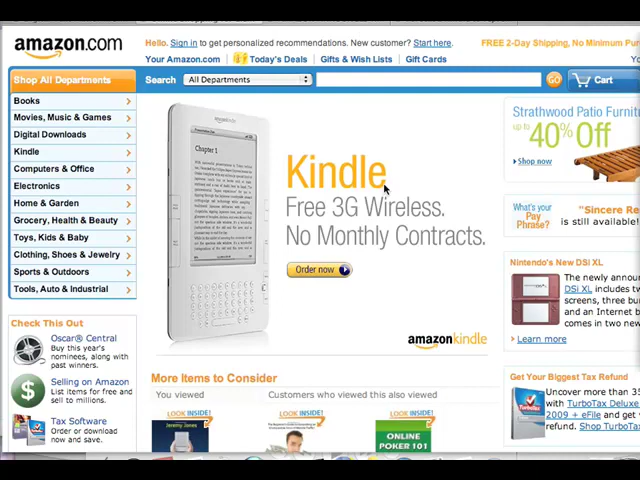 amazon.com
Hello. Sign in to get personalized recommendations. New customer? Start here.
FREE 2-Day Shipping, No Minimum Pur
Your Amazon.com
Today's Deals
Gifts & Wish Lists
Gift Cards
Shop All Departments
Search
All Departments
GO
Cart
Books
Movies, Music & Games
Digital Downloads
Kindle
Computers & Office
Electronics
Home & Garden
Grocery, Health & Beauty
Toys, Kids & Baby
Clothing, Shoes & Jewelry
Sports & Outdoors
Tools, Auto & Industrial
Check This Out
Oscar® Central
Buy this year's
nominees, along with
past winners.
Selling on Amazon
List items for free and
sell to millions.
Tax Software
Order or download
now and save.
amazonkindle
Chapter 1
Kindle
Free 3G Wireless.
No Monthly Contracts.
Order now
amazonkindle
More Items to Consider
You viewed
Customers who viewed this also viewed
LOOK INSIDE!
LOOK INSIDE!
LOOK INSIDE!
Jeremy Jones
ONLINE
POKER 101
Strathwood Patio Furnitu
up to
40% Off
Shop now
What's your
Pay
Phrase?
"Sincere Re
is still available!
Nintendo's New DSi XL
The newly annour
DSi XL includes tw
screens, three bui
and an Internet b
comes in two new
Learn more
Get Your Biggest Tax Refund
Uncover more than 35
with TurboTax Deluxe
2009 + eFile and get y
refund. Shop TurboTax